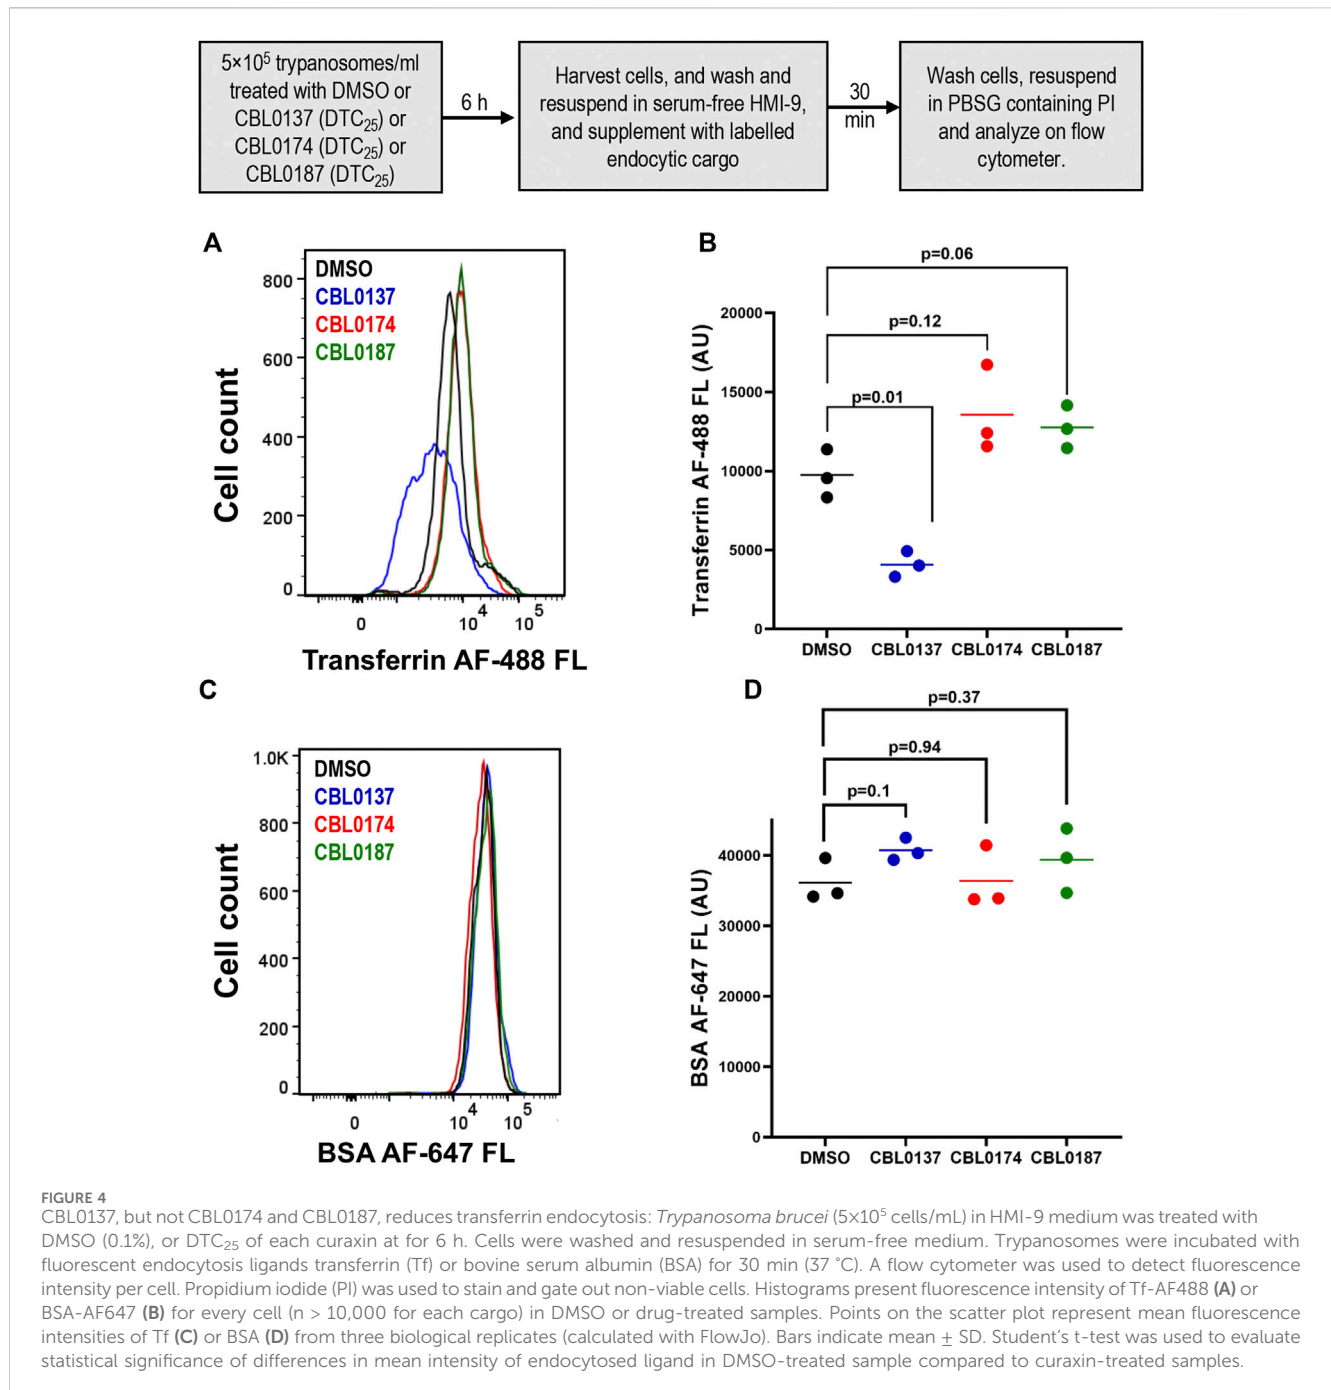 5×10⁵ trypanosomes/ml
treated with DMSO or
CBL0137 (DTC₂₅) or
CBL0174 (DTC₂₅) or
CBL0187 (DTC₂₅)
6 h
Harvest cells, and wash and
resuspend in serum-free HMI-9,
and supplement with labelled
endocytic cargo
30
min
Wash cells, resuspend
in PBSG containing PI
and analyze on flow
cytometer.
A
DMSO
CBL0137
CBL0174
CBL0187
Cell count
800
600
400
200
0
0
10⁴
10⁵
Transferrin AF-488 FL
B
p=0.06
p=0.12
p=0.01
Transferrin AF-488 FL (AU)
20000
15000
10000
5000
0
DMSO
CBL0137
CBL0174
CBL0187
C
DMSO
CBL0137
CBL0174
CBL0187
Cell count
1.0K
800
600
400
200
0
0
10⁴
10⁵
BSA AF-647 FL
D
p=0.37
p=0.94
p=0.1
BSA AF-647 FL (AU)
40000
30000
20000
10000
0
DMSO
CBL0137
CBL0174
CBL0187
FIGURE 4
CBL0137, but not CBL0174 and CBL0187, reduces transferrin endocytosis: Trypanosoma brucei (5×10⁵ cells/mL) in HMI-9 medium was treated with
DMSO (0.1%), or DTC₂₅ of each curaxin at for 6 h. Cells were washed and resuspended in serum-free medium. Trypanosomes were incubated with
fluorescent endocytosis ligands transferrin (Tf) or bovine serum albumin (BSA) for 30 min (37 °C). A flow cytometer was used to detect fluorescence
intensity per cell. Propidium iodide (PI) was used to stain and gate out non-viable cells. Histograms present fluorescence intensity of Tf-AF488 (A) or
BSA-AF647 (B) for every cell (n > 10,000 for each cargo) in DMSO or drug-treated samples. Points on the scatter plot represent mean fluorescence
intensities of Tf (C) or BSA (D) from three biological replicates (calculated with FlowJo). Bars indicate mean ± SD. Student's t-test was used to evaluate
statistical significance of differences in mean intensity of endocytosed ligand in DMSO-treated sample compared to curaxin-treated samples.